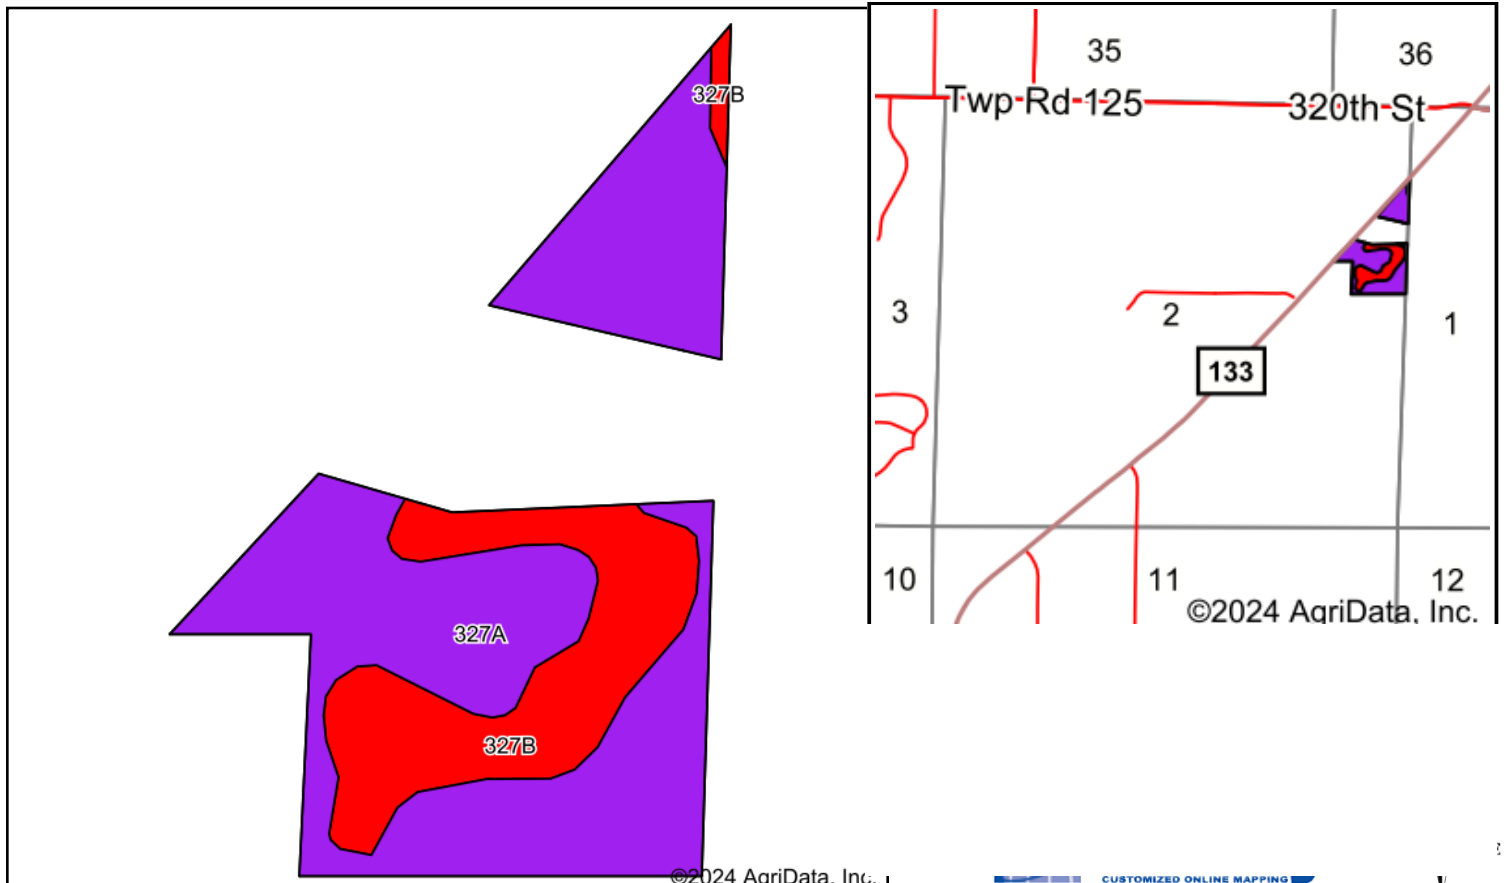 327B
327A
327B
©2024 AgriData, Inc.
35
36
Twp Rd 125
320th St
3
2
1
133
10
11
12
©2024 AgriData, Inc.
CUSTOMIZED ONLINE MAPPING